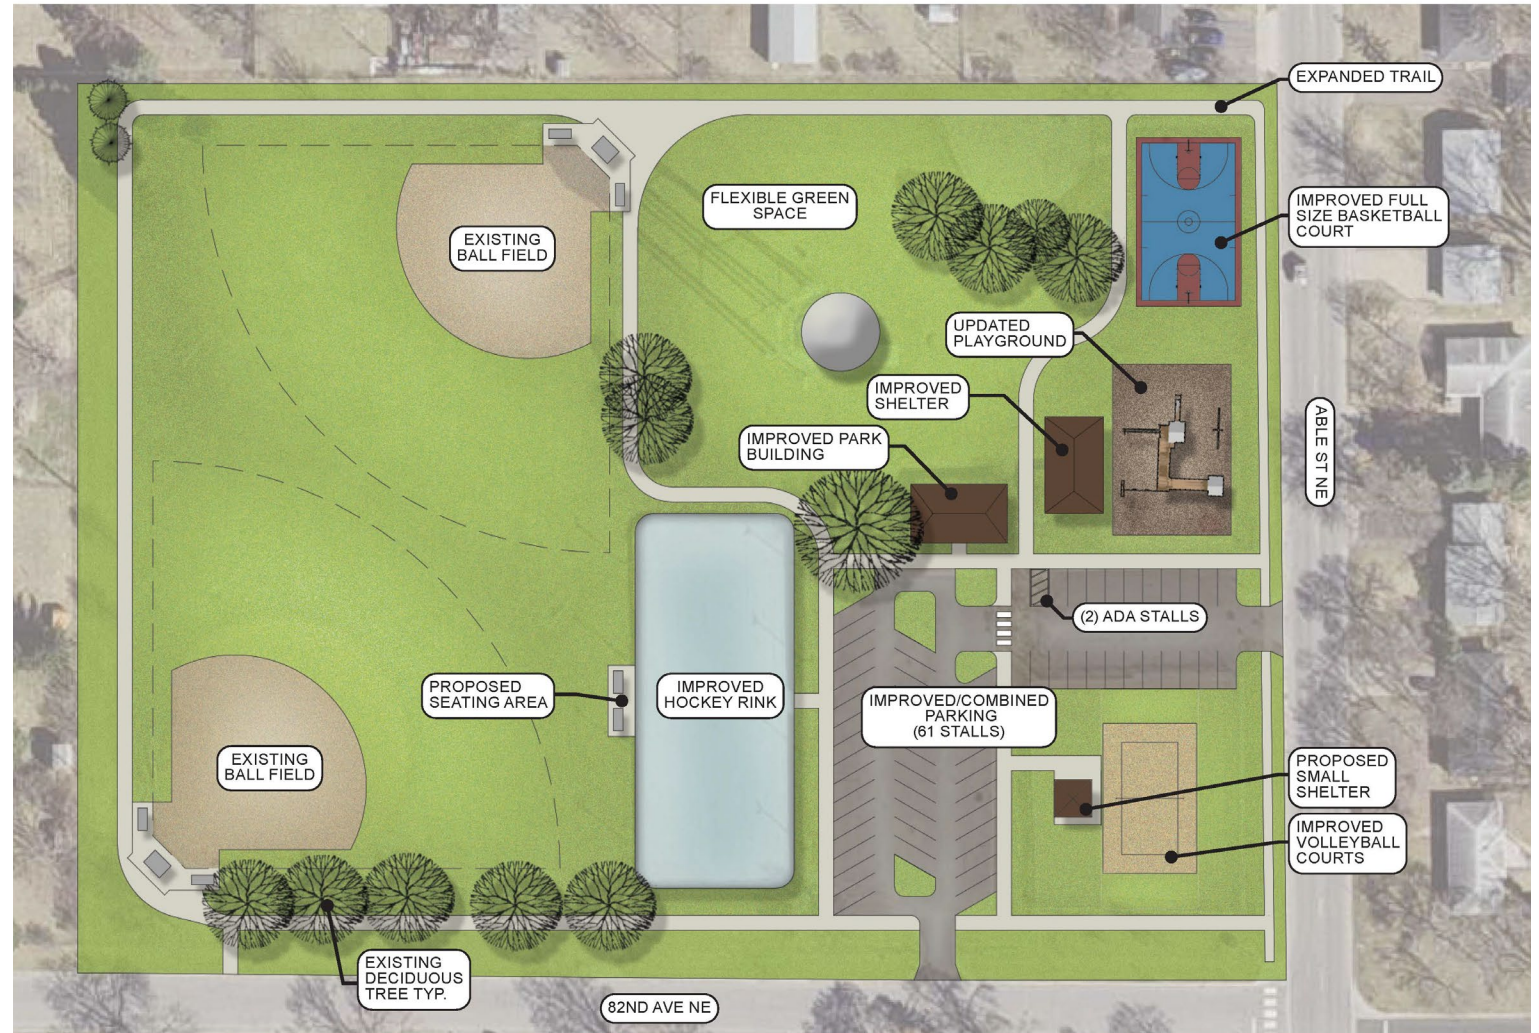 EXPANDED TRAIL
IMPROVED FULL
SIZE BASKETBALL
COURT
FLEXIBLE GREEN
SPACE
EXISTING
BALL FIELD
UPDATED
PLAYGROUND
IMPROVED
SHELTER
IMPROVED PARK
BUILDING
ABLE ST NE
(2) ADA STALLS
PROPOSED
SEATING AREA
IMPROVED
HOCKEY RINK
IMPROVED/COMBINED
PARKING
(61 STALLS)
EXISTING
BALL FIELD
PROPOSED
SMALL
SHELTER
IMPROVED
VOLLEYBALL
COURTS
EXISTING
DECIDUOUS
TREE TYP.
82ND AVE NE